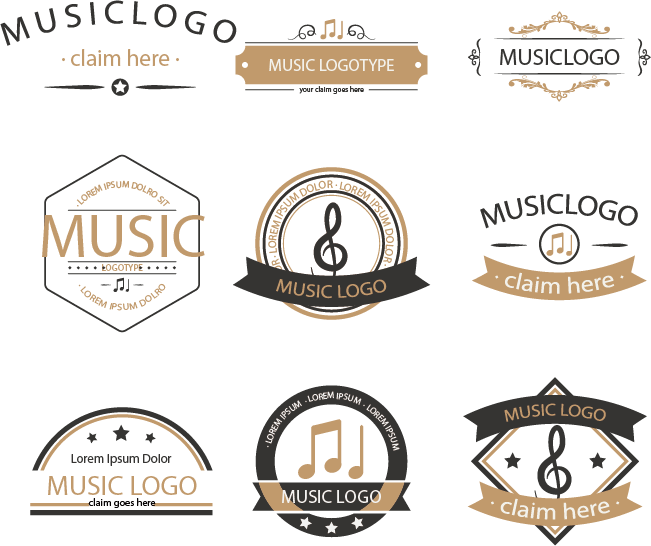 MUSICLOGO
· claim here ·
MUSIC LOGOTYPE
your claim goes here
MUSICLOGO
· LOREM IPSUM DOLRO SIT
MUSIC
LOGOTYPE
· LOREM IPSUM DOLRO
OR · LOREM IPSUM DOLOR · LOREM IPSUM DOLOR
MUSIC LOGO
MUSICLOGO
· claim here ·
Lorem Ipsum Dolor
MUSIC LOGO
claim goes here
· LOREM IPSUM · LOREM IPSUM · LOREM IPSUM
MUSIC LOGO
MUSIC LOGO
· claim here ·